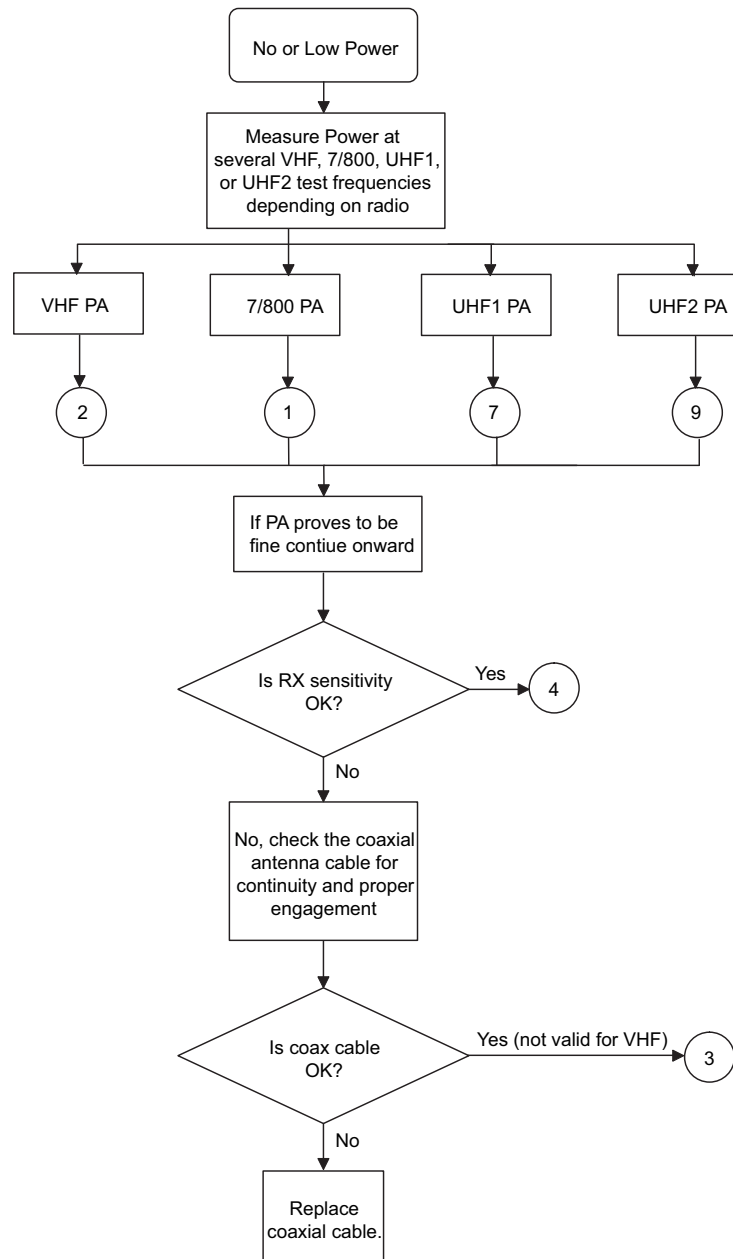 No or Low Power
Measure Power at
several VHF, 7/800, UHF1,
or UHF2 test frequencies
depending on radio
VHF PA
7/800 PA
UHF1 PA
UHF2 PA
2
1
7
9
If PA proves to be
fine contiue onward
Is RX sensitivity
OK?
Yes
4
No
No, check the coaxial
antenna cable for
continuity and proper
engagement
Is coax cable
OK?
Yes (not valid for VHF)
3
No
Replace
coaxial cable.